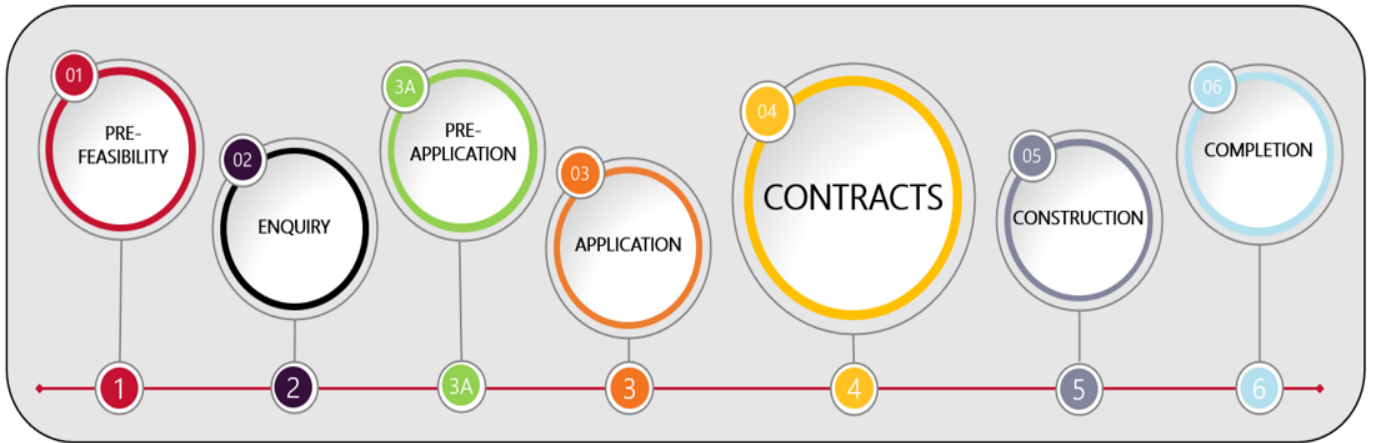 01
PRE-
FEASIBILITY
02
ENQUIRY
3A
PRE-
APPLICATION
03
APPLICATION
04
CONTRACTS
05
CONSTRUCTION
06
COMPLETION
1
2
3A
3
4
5
6